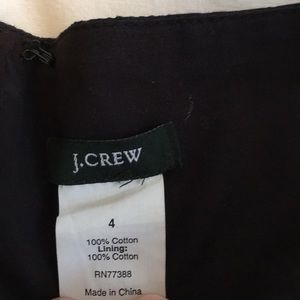 J.CREW
4
100% Cotton
Lining:
100% Cotton
RN77388
Made in China